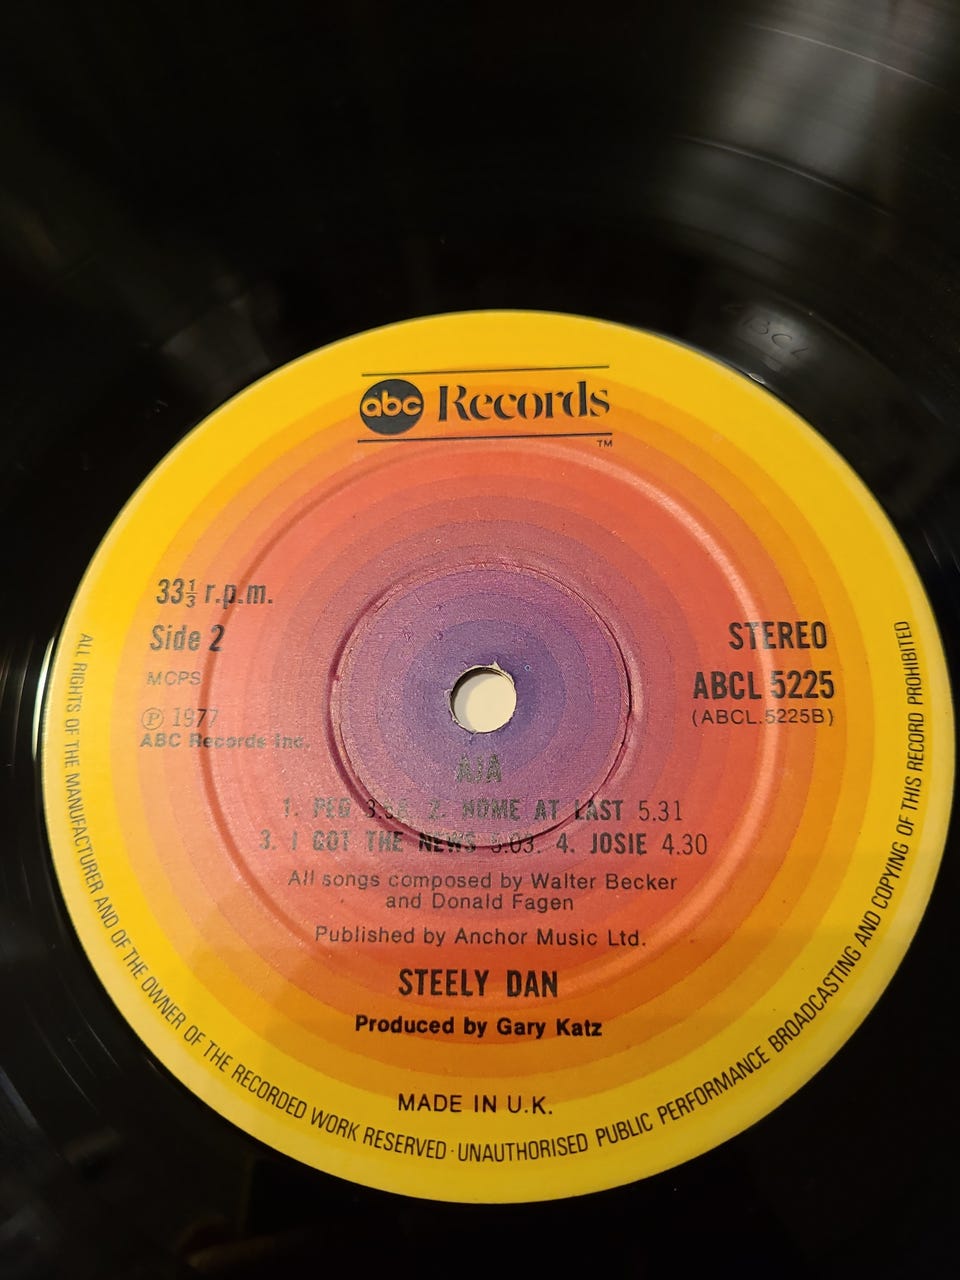 abc Records
TM
33⅓ r.p.m.
Side 2
MCPS
Ⓟ 1977
ABC Records Inc.
STEREO
ABCL 5225
(ABCL.5225B)
AJA
1. PEG 2. HOME AT LAST 5.31
3. I GOT THE NEWS 5.03. 4. JOSIE 4.30
All songs composed by Walter Becker
and Donald Fagen
Published by Anchor Music Ltd.
STEELY DAN
Produced by Gary Katz
MADE IN U.K.
ALL RIGHTS OF THE MANUFACTURER AND OF THE OWNER OF THE RECORDED WORK RESERVED · UNAUTHORISED PUBLIC PERFORMANCE BROADCASTING AND COPYING OF THIS RECORD PROHIBITED
ABCL